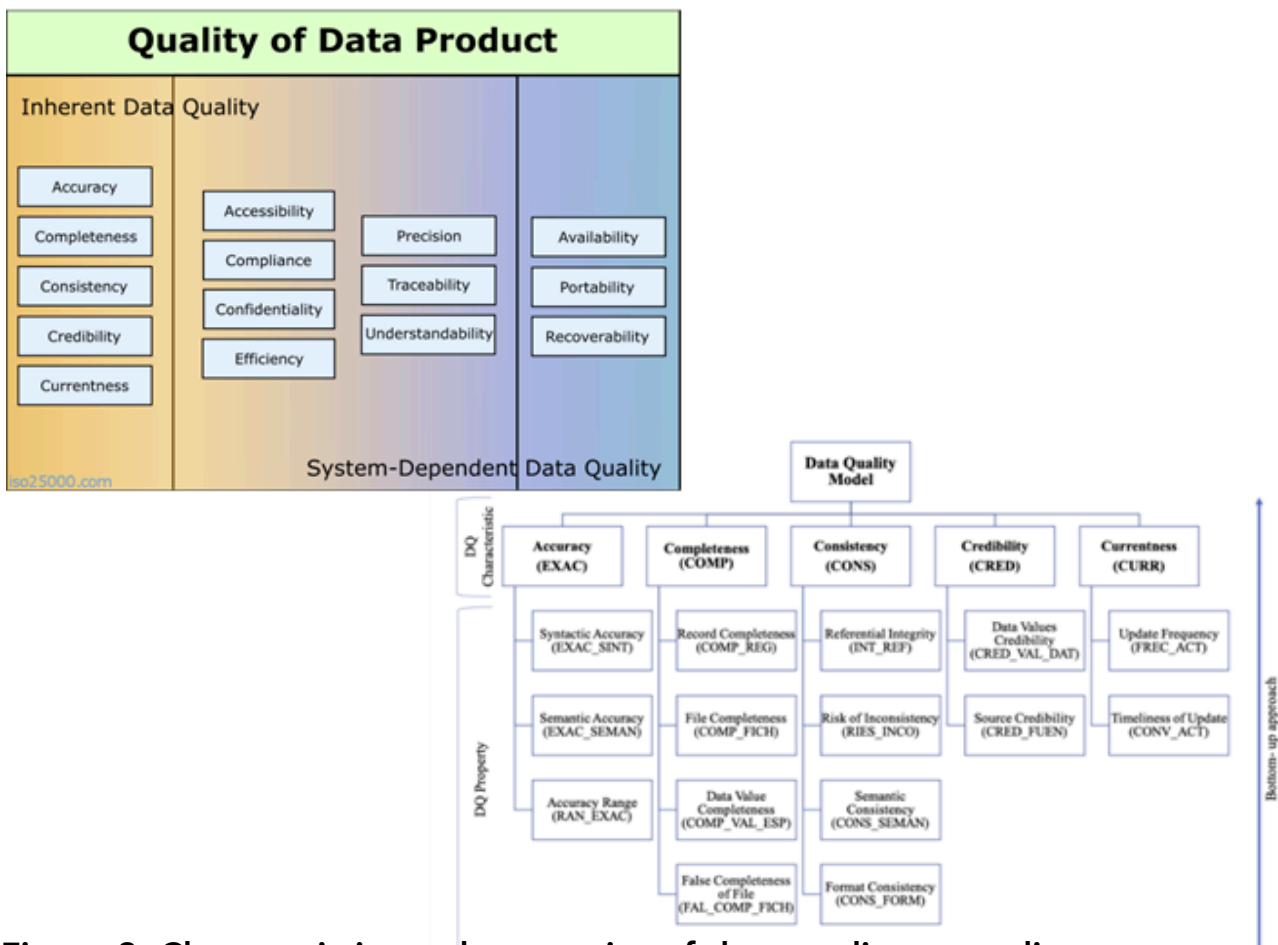 Quality of Data Product
Inherent Data Quality
Accuracy
Completeness
Consistency
Credibility
Currentness
Accessibility
Compliance
Confidentiality
Efficiency
Precision
Traceability
Understandability
Availability
Portability
Recoverability
System-Dependent Data Quality
iso25000.com
Data Quality
Model
DQ
Characteristic
Accuracy
(EXAC)
Completeness
(COMP)
Consistency
(CONS)
Credibility
(CRED)
Currentness
(CURR)
DQ Property
Syntactic Accuracy
(EXAC_SINT)
Semantic Accuracy
(EXAC_SEMAN)
Accuracy Range
(RAN_EXAC)
Record Completeness
(COMP_REG)
File Completeness
(COMP_FICH)
Data Value
Completeness
(COMP_VAL_ESP)
False Completeness
of File
(FAL_COMP_FICH)
Referential Integrity
(INT_REF)
Risk of Inconsistency
(RIES_INCO)
Semantic
Consistency
(CONS_SEMAN)
Format Consistency
(CONS_FORM)
Data Values
Credibility
(CRED_VAL_DAT)
Source Credibility
(CRED_FUEN)
Update Frequency
(FREC_ACT)
Timeliness of Update
(CONV_ACT)
Bottom- up approach